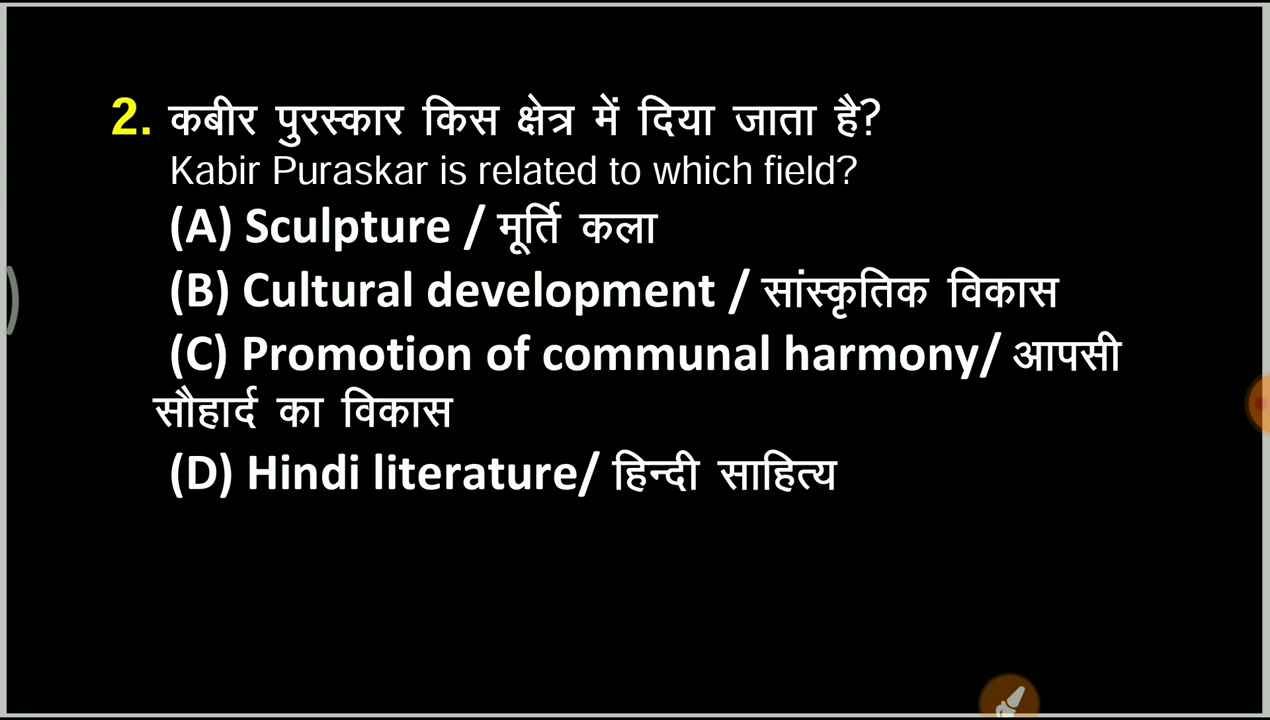 2. कबीर पुरस्कार किस क्षेत्र में दिया जाता है?
Kabir Puraskar is related to which field?
(A) Sculpture / मूर्ति कला
(B) Cultural development / सांस्कृतिक विकास
(C) Promotion of communal harmony/ आपसी
सौहार्द का विकास
(D) Hindi literature/ हिन्दी साहित्य